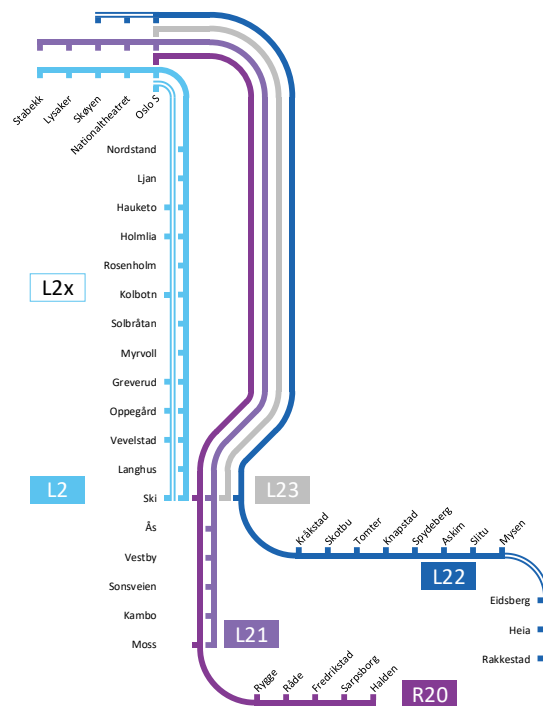 Stabekk
Lysaker
Skøyen
Nationaltheatret
Oslo S
Nordstand
Ljan
Hauketo
Holmlia
Rosenholm
L2x
Kolbotn
Solbråtan
Myrvoll
Greverud
Oppegård
Vevelstad
Langhus
L2
Ski
L23
Ås
Vestby
Sonsveien
Kambo
Moss
L21
Kråkstad
Skotbu
Tomter
Knapstad
Spydeberg
Askim
Slitu
Mysen
L22
Eidsberg
Heia
Rakkestad
Rygge
Råde
Fredrikstad
Sarpsborg
Halden
R20